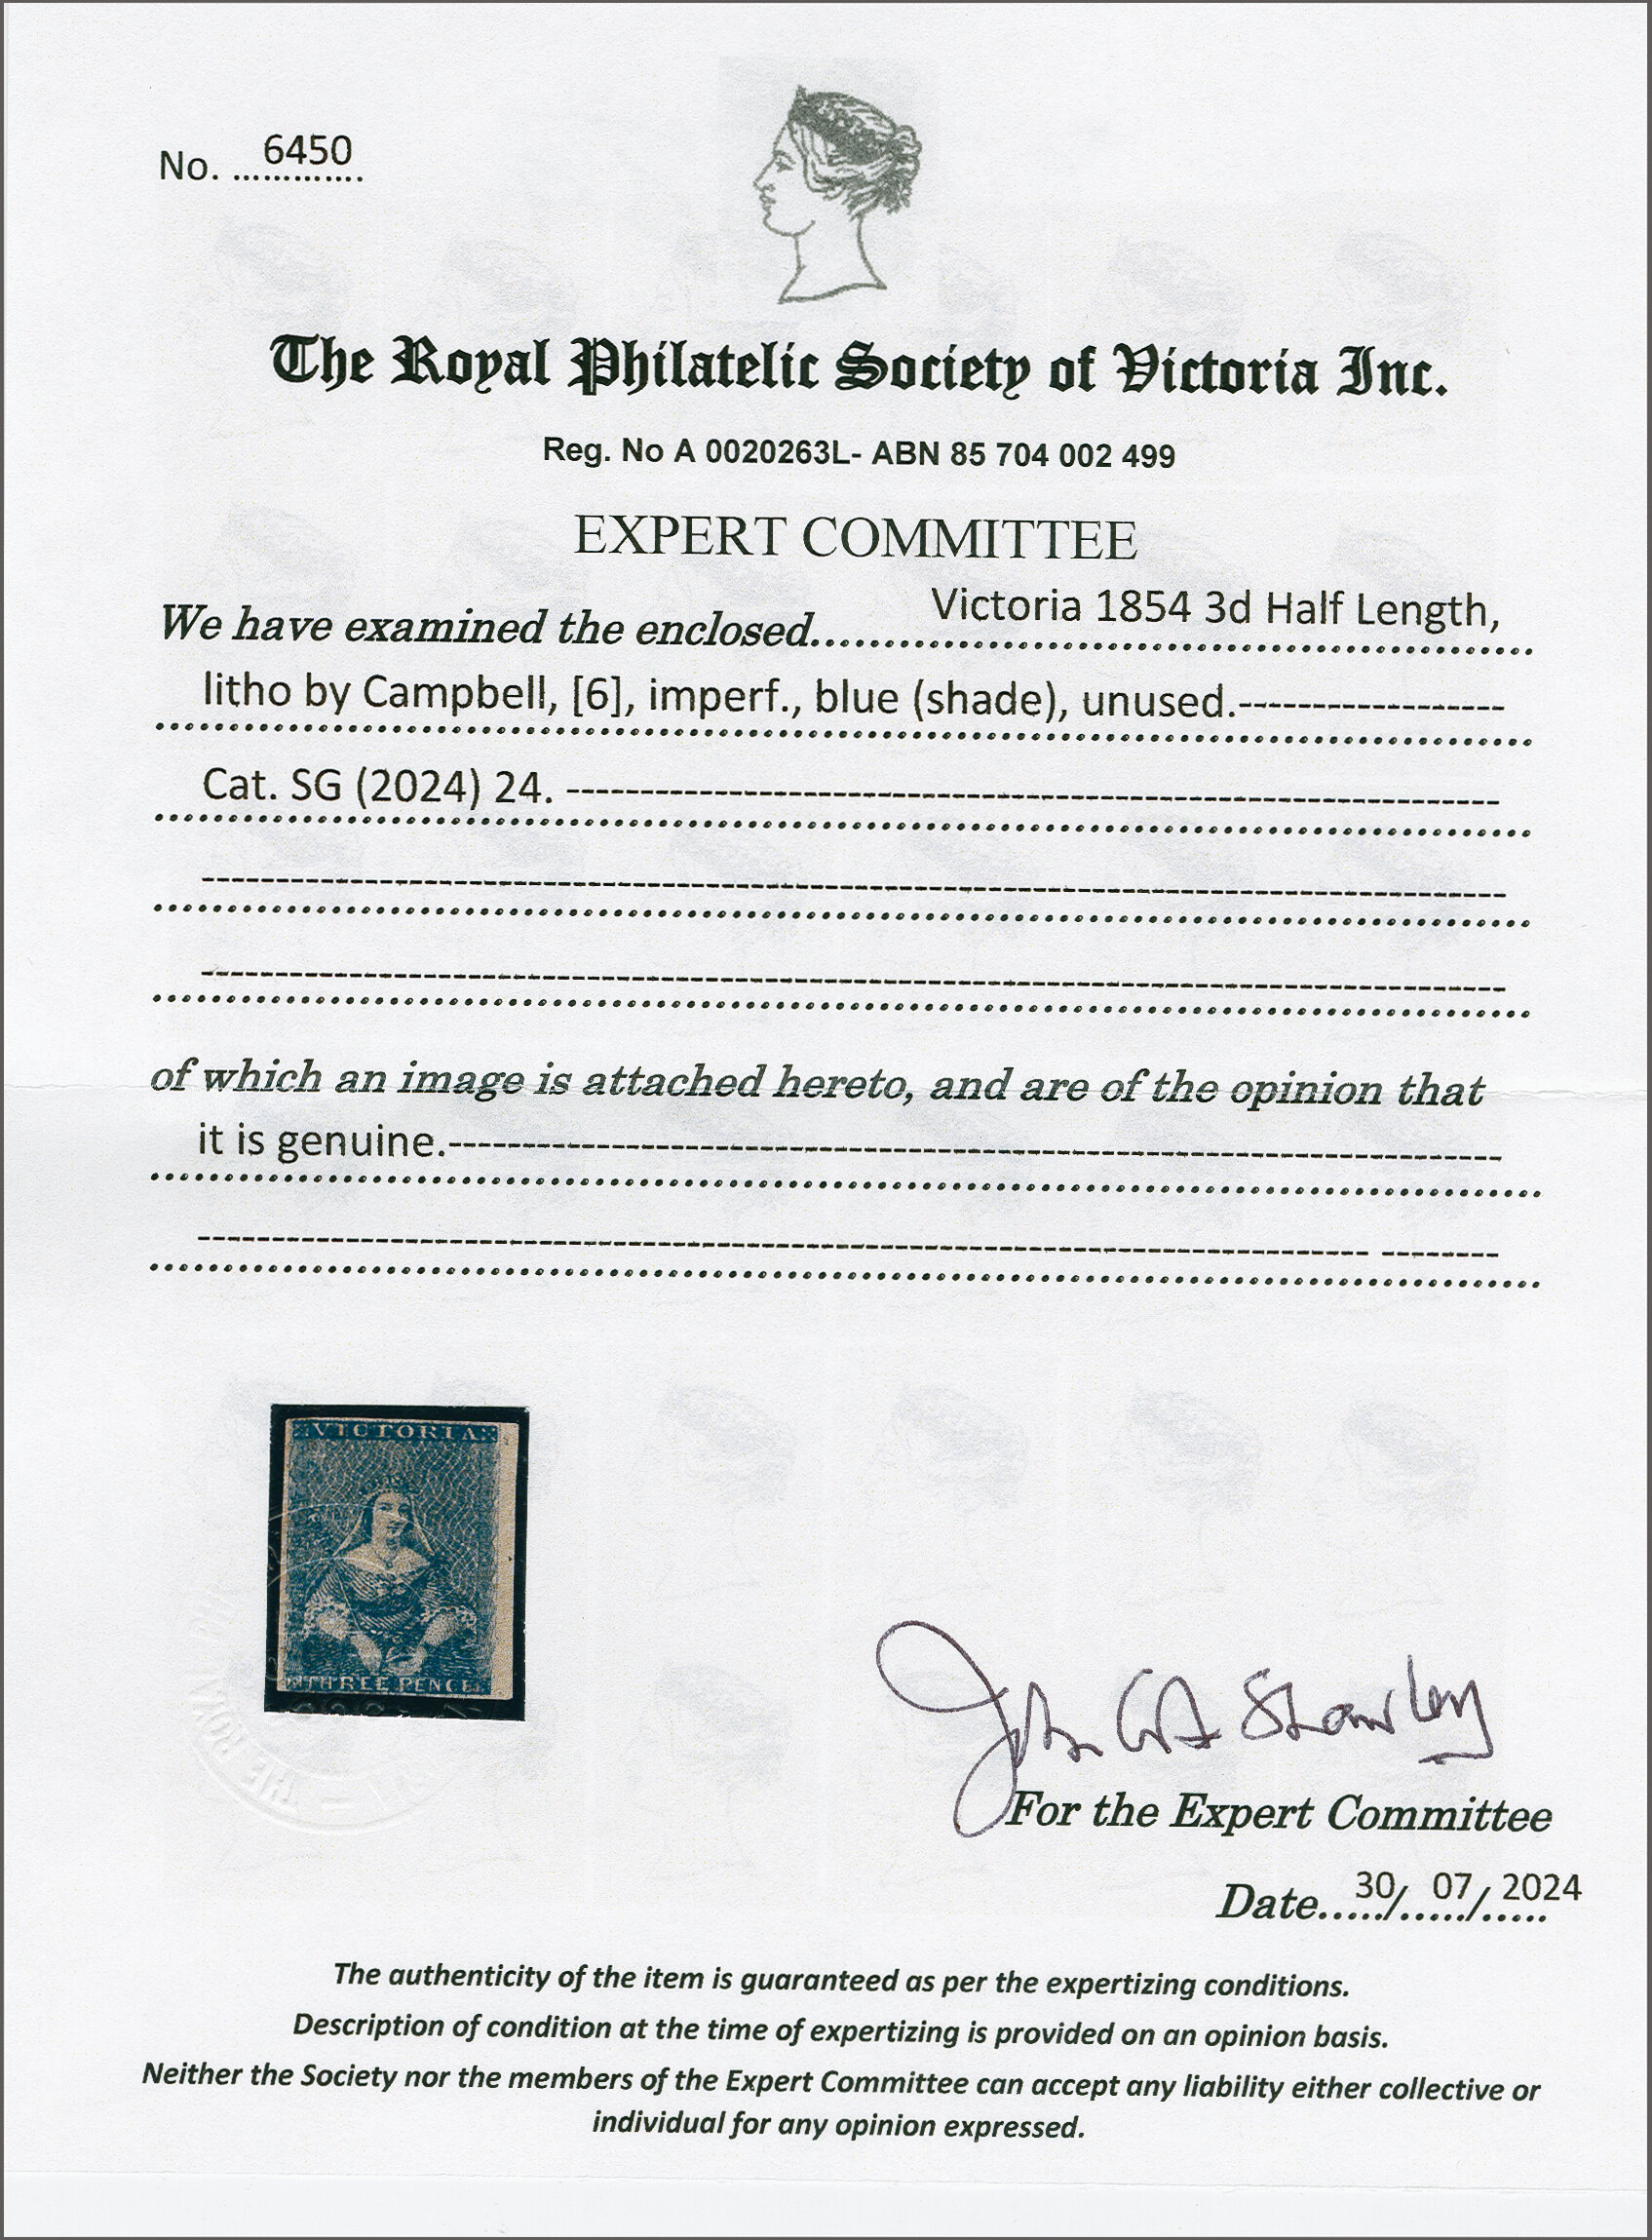 No. .............
6450
The Royal Philatelic Society of Victoria Inc.
Reg. No A 0020263L- ABN 85 704 002 499
EXPERT COMMITTEE
We have examined the enclosed.... Victoria 1854 3d Half Length,
litho by Campbell, [6], imperf., blue (shade), unused.------------------
Cat. SG (2024) 24. ----------------------------------------------------------------
of which an image is attached hereto, and are of the opinion that
it is genuine.------------------------------------------------------------------------
VICTORIA
THREE PENCE
John GA Shawley
For the Expert Committee
Date...../...../.....
30 07 2024
The authenticity of the item is guaranteed as per the expertizing conditions.
Description of condition at the time of expertizing is provided on an opinion basis.
Neither the Society nor the members of the Expert Committee can accept any liability either collective or
individual for any opinion expressed.